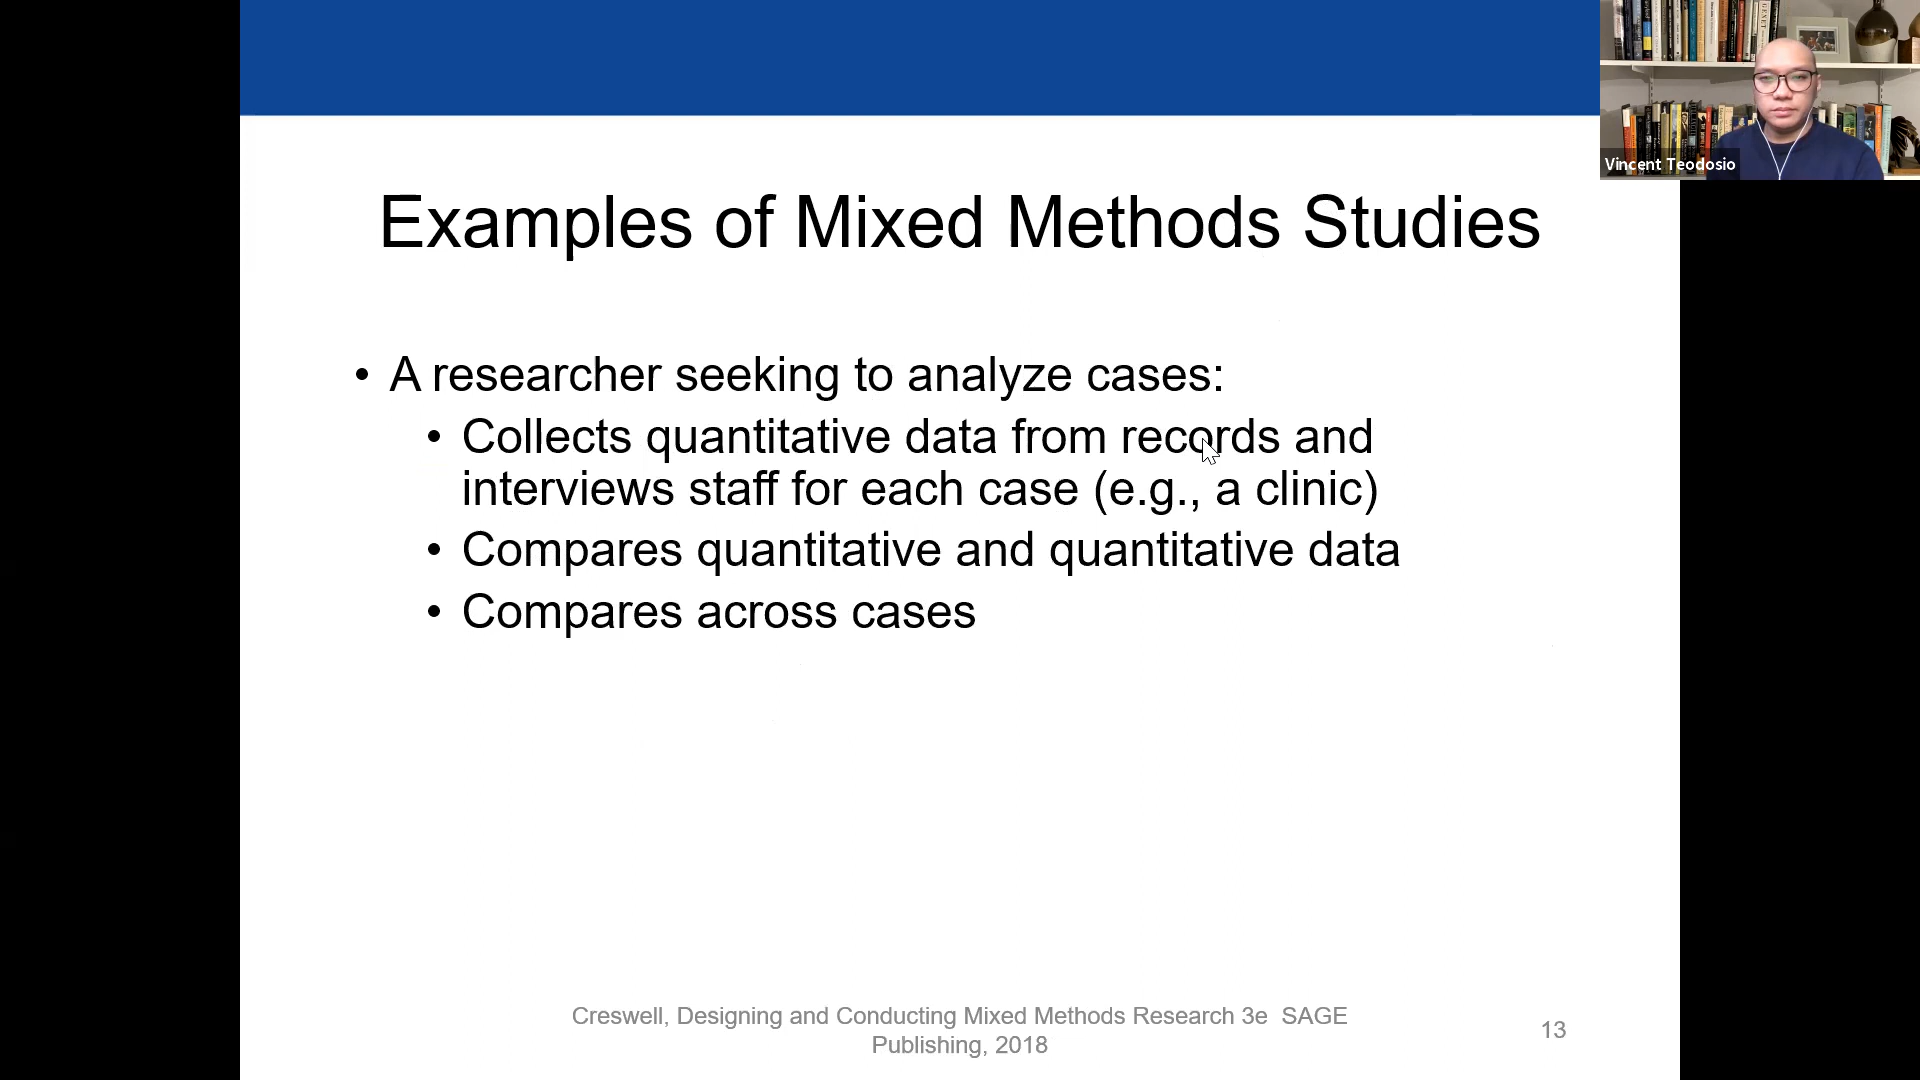 Vincent Teodosio
Examples of Mixed Methods Studies
• A researcher seeking to analyze cases:
• Collects quantitative data from records and
interviews staff for each case (e.g., a clinic)
• Compares quantitative and quantitative data
• Compares across cases
Creswell, Designing and Conducting Mixed Methods Research 3e SAGE
Publishing, 2018
13